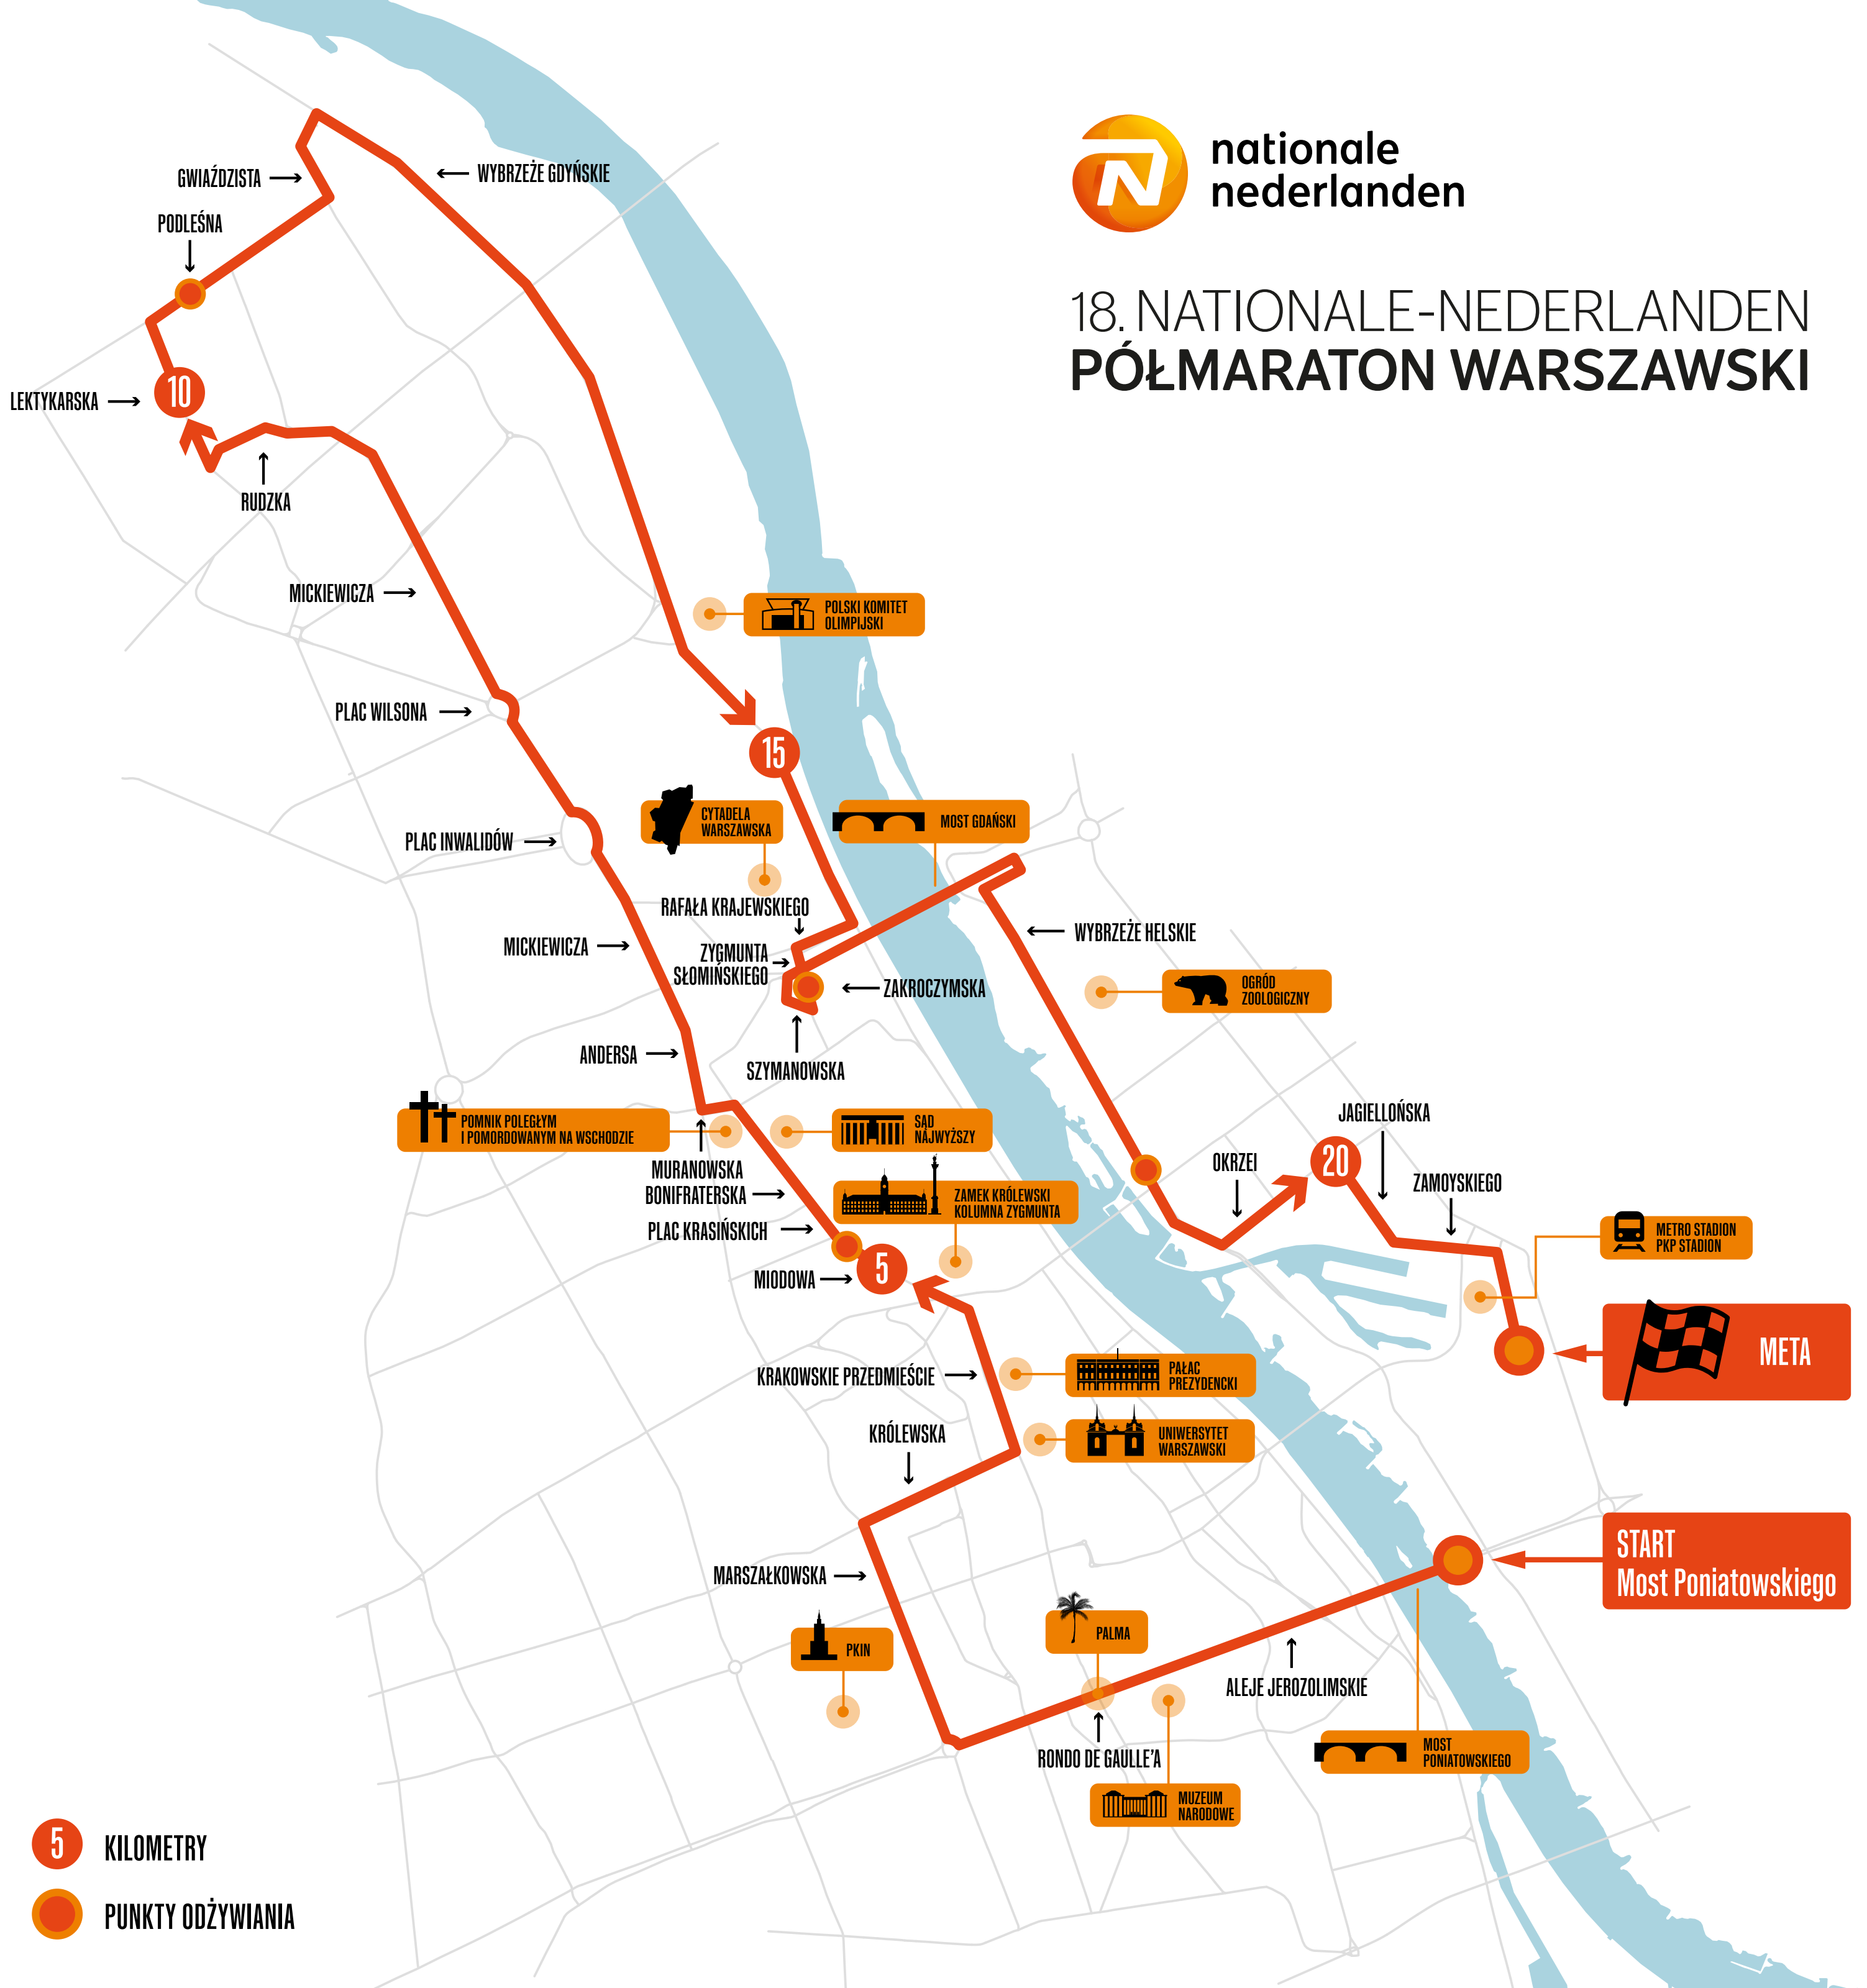 nationale
nederlanden
18. NATIONALE-NEDERLANDEN
PÓŁMARATON WARSZAWSKI
GWIAŹDZISTA
WYBRZEŻE GDYŃSKIE
PODLEŚNA
10
LEKTYKARSKA
RUDZKA
MICKIEWICZA
POLSKI KOMITET
OLIMPIJSKI
PLAC WILSONA
15
CYTADELA
WARSZAWSKA
MOST GDAŃSKI
PLAC INWALIDÓW
RAFAŁA KRAJEWSKIEGO
MICKIEWICZA
WYBRZEŻE HELSKIE
ZYGMUNTA
SŁOMIŃSKIEGO
ZAKROCZYMSKA
OGRÓD
ZOOLOGICZNY
ANDERSA
SZYMANOWSKA
POMNIK POLEGŁYM
I POMORDOWANYM NA WSCHODZIE
SĄD
NAJWYŻSZY
JAGIELLOŃSKA
MURANOWSKA
BONIFRATERSKA
OKRZEI
20
ZAMOYSKIEGO
ZAMEK KRÓLEWSKI
KOLUMNA ZYGMUNTA
PLAC KRASIŃSKICH
METRO STADION
PKP STADION
MIODOWA
5
META
KRAKOWSKIE PRZEDMIEŚCIE
PAŁAC
PREZYDENCKI
KRÓLEWSKA
UNIWERSYTET
WARSZAWSKI
START
Most Poniatowskiego
MARSZAŁKOWSKA
PALMA
PKIN
ALEJE JEROZOLIMSKIE
RONDO DE GAULLE'A
MOST
PONIATOWSKIEGO
MUZEUM
NARODOWE
5
KILOMETRY
PUNKTY ODŻYWIANIA